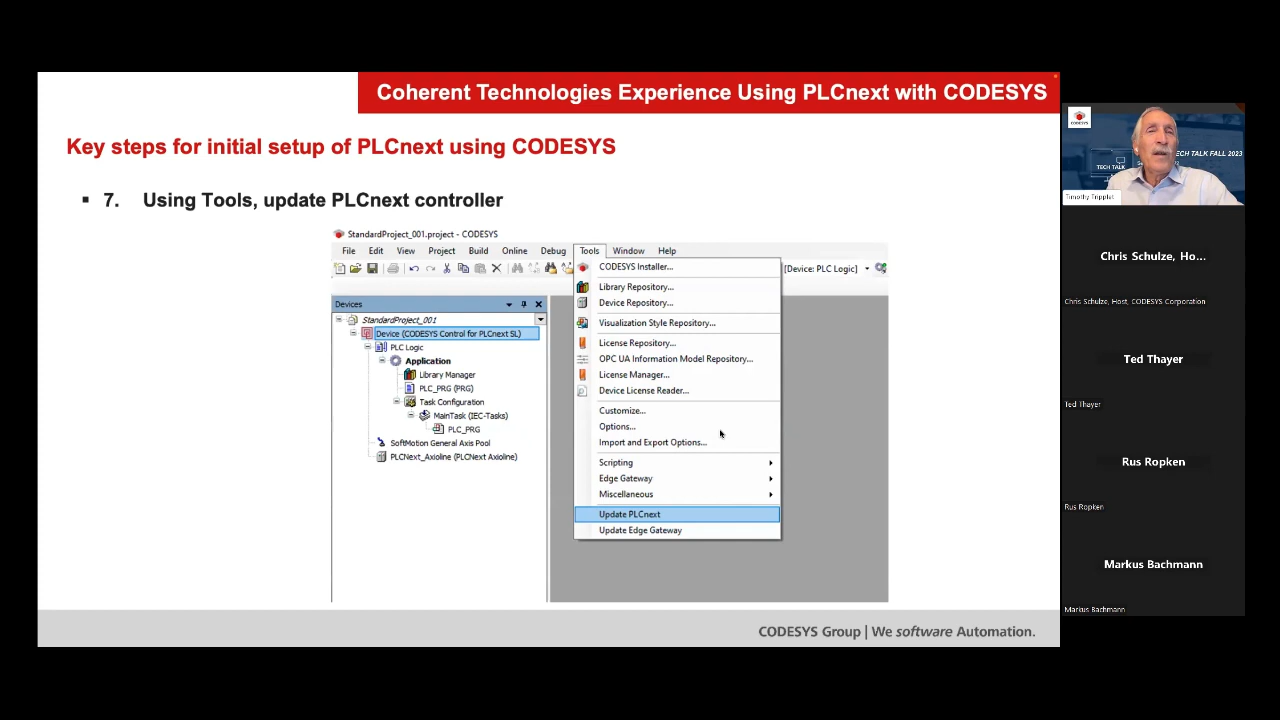 Coherent Technologies Experience Using PLCnext with CODESYS
Key steps for initial setup of PLCnext using CODESYS
▪ 7. Using Tools, update PLCnext controller
StandardProject_001.project - CODESYS
File Edit View Project Build Online Debug Tools Window Help
[Device: PLC Logic]
Devices
StandardProject_001
Device (CODESYS Control for PLCnext SL)
PLC Logic
Application
Library Manager
PLC_PRG (PRG)
Task Configuration
MainTask (IEC-Tasks)
PLC_PRG
SoftMotion General Axis Pool
PLCNext_Axioline (PLCNext Axioline)
CODESYS Installer...
Library Repository...
Device Repository...
Visualization Style Repository...
License Repository...
OPC UA Information Model Repository...
License Manager...
Device License Reader...
Customize...
Options...
Import and Export Options...
Scripting
Edge Gateway
Miscellaneous
Update PLCnext
Update Edge Gateway
CODESYS Group | We software Automation.
CODESYS
TECH TALK
ECH TALK FALL 2023
Timothy Tripplet
Chris Schulze, Ho...
Chris Schulze, Host, CODESYS Corporation
Ted Thayer
Ted Thayer
Rus Ropken
Rus Ropken
Markus Bachmann
Markus Bachmann